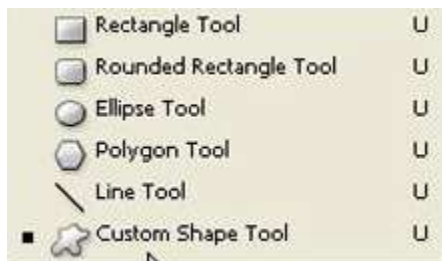 Rectangle Tool U
Rounded Rectangle Tool U
Ellipse Tool U
Polygon Tool U
Line Tool U
Custom Shape Tool U